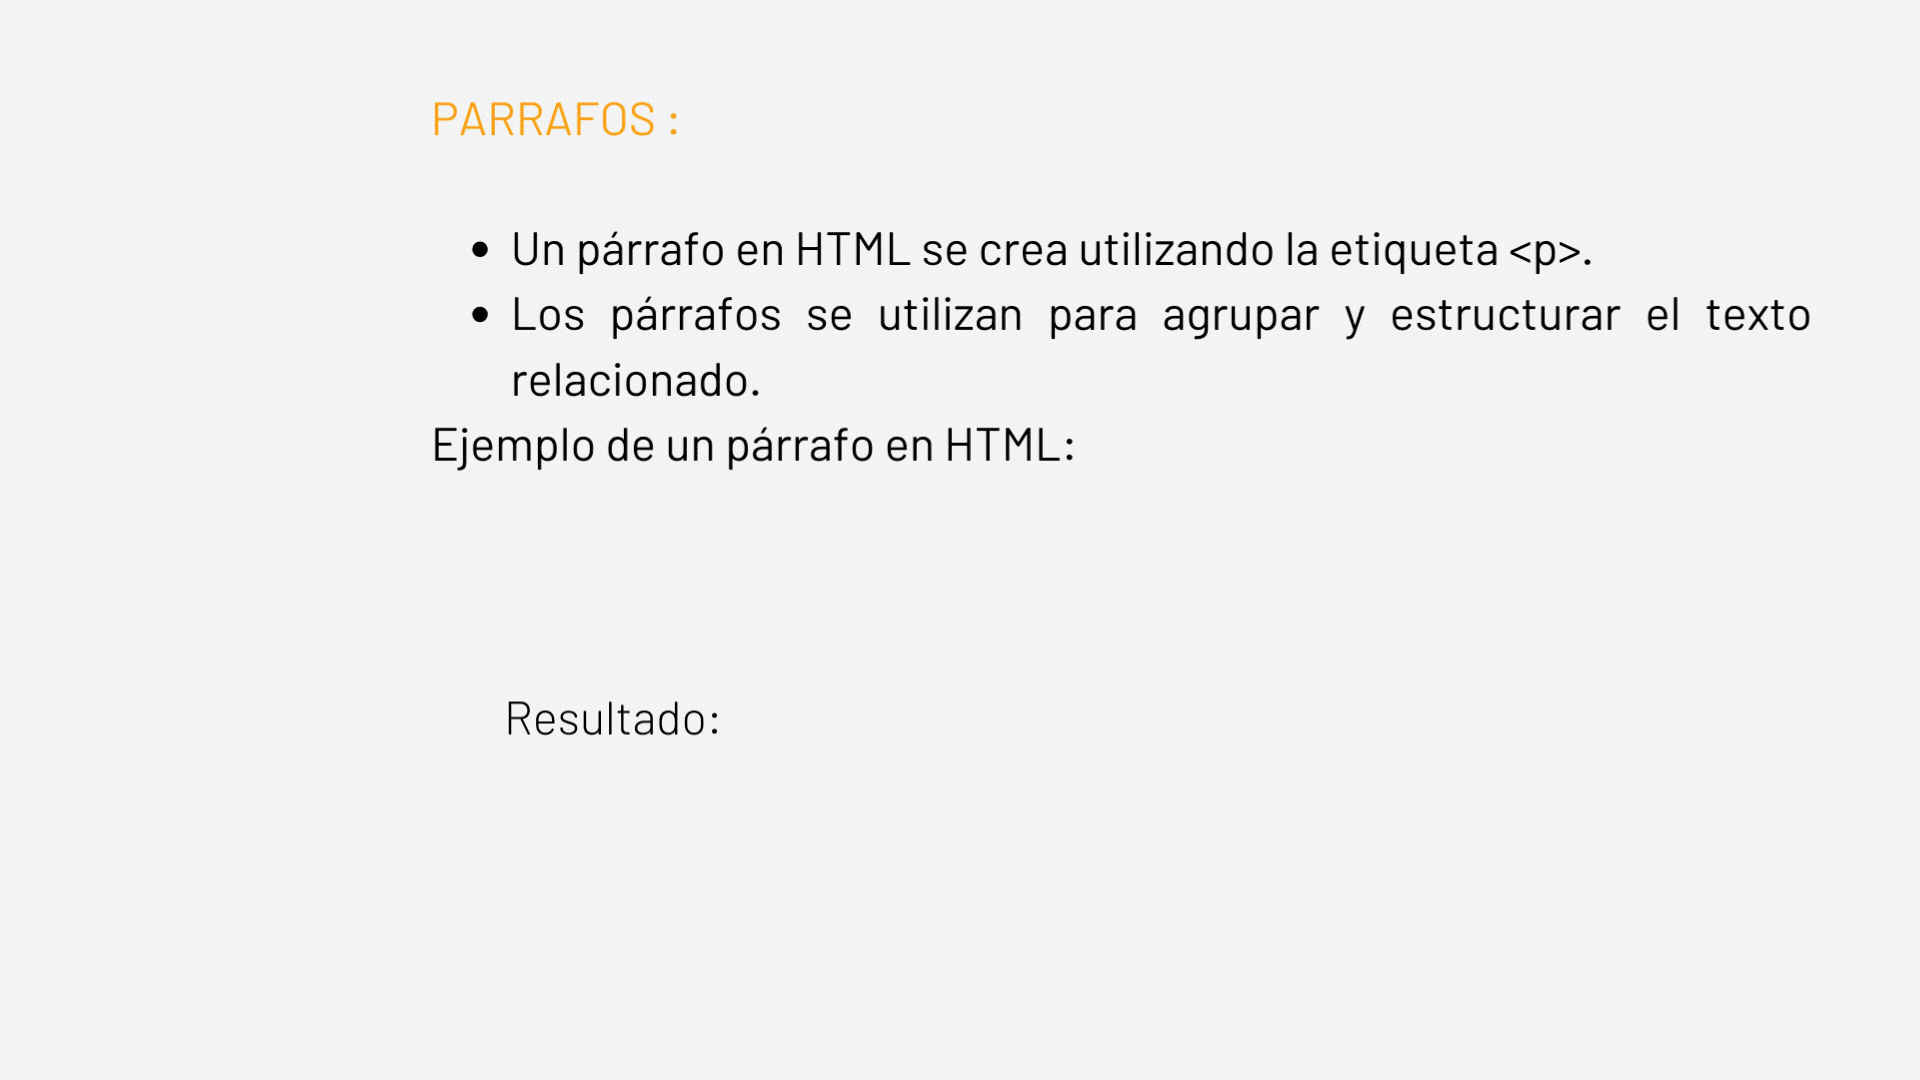 PARRAFOS :
• Un párrafo en HTML se crea utilizando la etiqueta <p>.
• Los párrafos se utilizan para agrupar y estructurar el texto
relacionado.
Ejemplo de un párrafo en HTML:
Resultado: